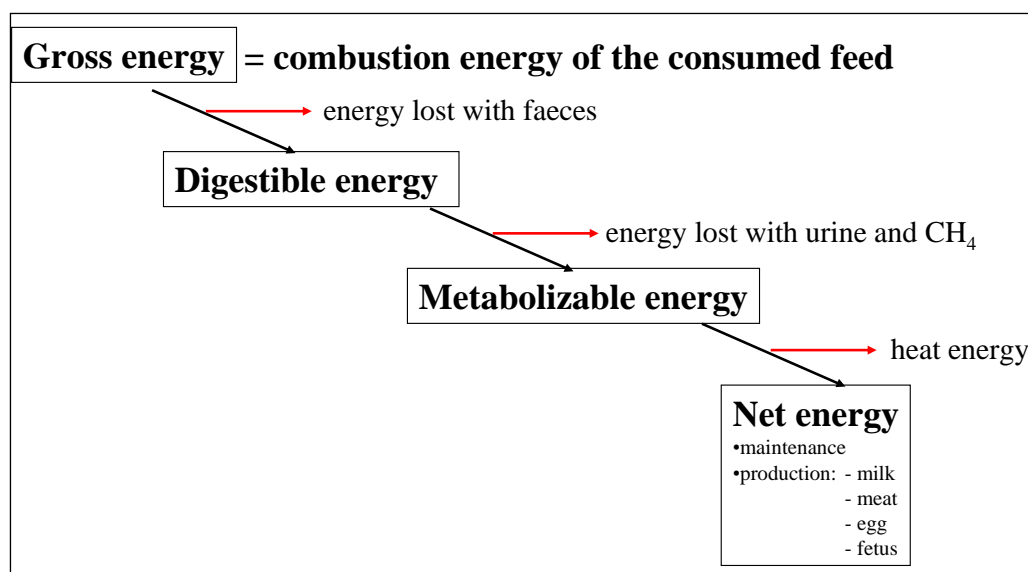 Gross energy = combustion energy of the consumed feed
energy lost with faeces
Digestible energy
energy lost with urine and CH₄
Metabolizable energy
heat energy
Net energy
•maintenance
•production: - milk
- meat
- egg
- fetus